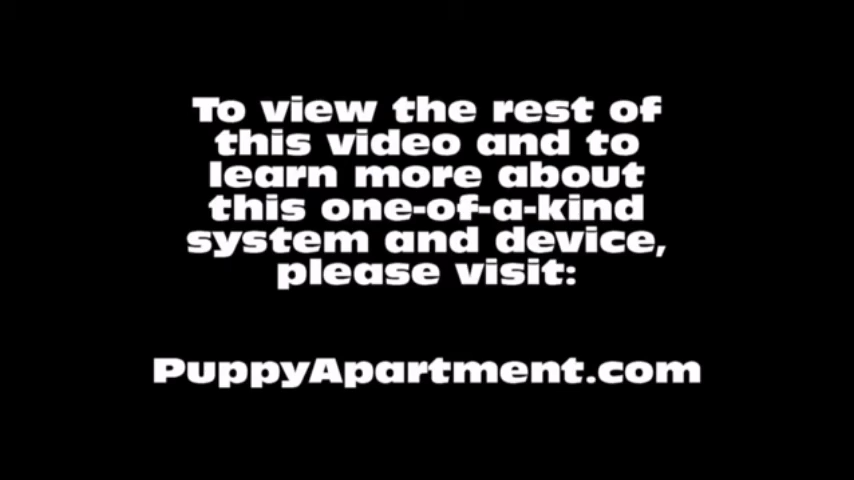 To view the rest of
this video and to
learn more about
this one-of-a-kind
system and device,
please visit:
PuppyApartment.com